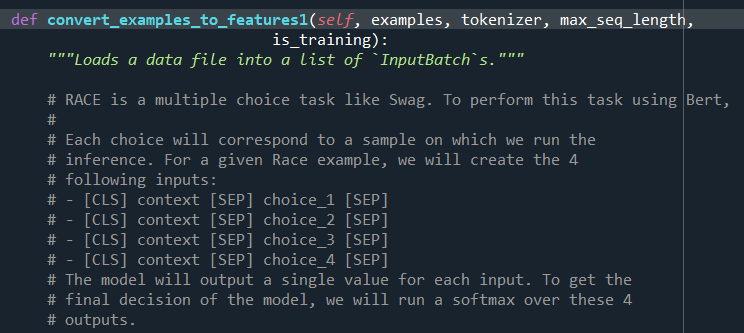 def convert_examples_to_features1(self, examples, tokenizer, max_seq_length,
is_training):
"""Loads a data file into a list of `InputBatch`s."""
# RACE is a multiple choice task like Swag. To perform this task using Bert,
#
# Each choice will correspond to a sample on which we run the
# inference. For a given Race example, we will create the 4
# following inputs:
# - [CLS] context [SEP] choice_1 [SEP]
# - [CLS] context [SEP] choice_2 [SEP]
# - [CLS] context [SEP] choice_3 [SEP]
# - [CLS] context [SEP] choice_4 [SEP]
# The model will output a single value for each input. To get the
# final decision of the model, we will run a softmax over these 4
# outputs.